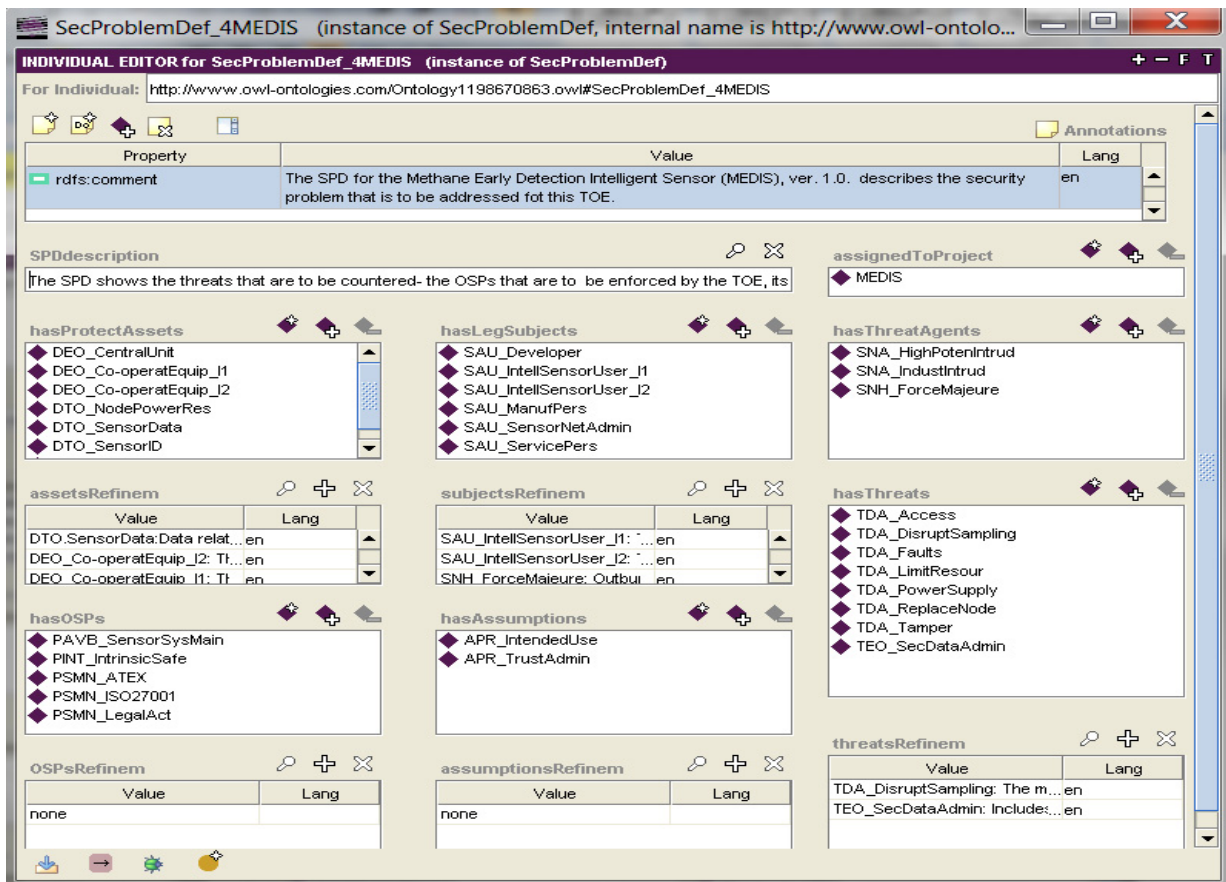 SecProblemDef_4MEDIS (instance of SecProblemDef, internal name is http://www.owl-ontolo...
INDIVIDUAL EDITOR for SecProblemDef_4MEDIS (instance of SecProblemDef)
+ − F T
For Individual: http://www.owl-ontologies.com/Ontology1198670863.owl#SecProblemDef_4MEDIS
Annotations
Property Value Lang
rdfs:comment The SPD for the Methane Early Detection Intelligent Sensor (MEDIS), ver. 1.0. describes the security en
problem that is to be addressed fot this TOE.
SPDdescription
The SPD shows the threats that are to be countered- the OSPs that are to be enforced by the TOE, its
assignedToProject
MEDIS
hasProtectAssets
DEO_CentralUnit
DEO_Co-operatEquip_I1
DEO_Co-operatEquip_I2
DTO_NodePowerRes
DTO_SensorData
DTO_SensorID
hasLegSubjects
SAU_Developer
SAU_IntellSensorUser_I1
SAU_IntellSensorUser_I2
SAU_ManufPers
SAU_SensorNetAdmin
SAU_ServicePers
hasThreatAgents
SNA_HighPotenIntrud
SNA_IndustIntrud
SNH_ForceMajeure
assetsRefinem
Value Lang
DTO.SensorData:Data relat... en
DEO_Co-operatEquip_I2: Th... en
DEO_Co-operatEquip_I1: Th en
subjectsRefinem
Value Lang
SAU_IntellSensorUser_I1: ... en
SAU_IntellSensorUser_I2: ... en
SNH_ForceMajeure: Outbur en
hasThreats
TDA_Access
TDA_DisruptSampling
TDA_Faults
TDA_LimitResour
TDA_PowerSupply
TDA_ReplaceNode
TDA_Tamper
TEO_SecDataAdmin
hasOSPs
PAVB_SensorSysMain
PINT_IntrinsicSafe
PSMN_ATEX
PSMN_ISO27001
PSMN_LegalAct
hasAssumptions
APR_IntendedUse
APR_TrustAdmin
OSPsRefinem
Value Lang
none
assumptionsRefinem
Value Lang
none
threatsRefinem
Value Lang
TDA_DisruptSampling: The m... en
TEO_SecDataAdmin: Includes... en